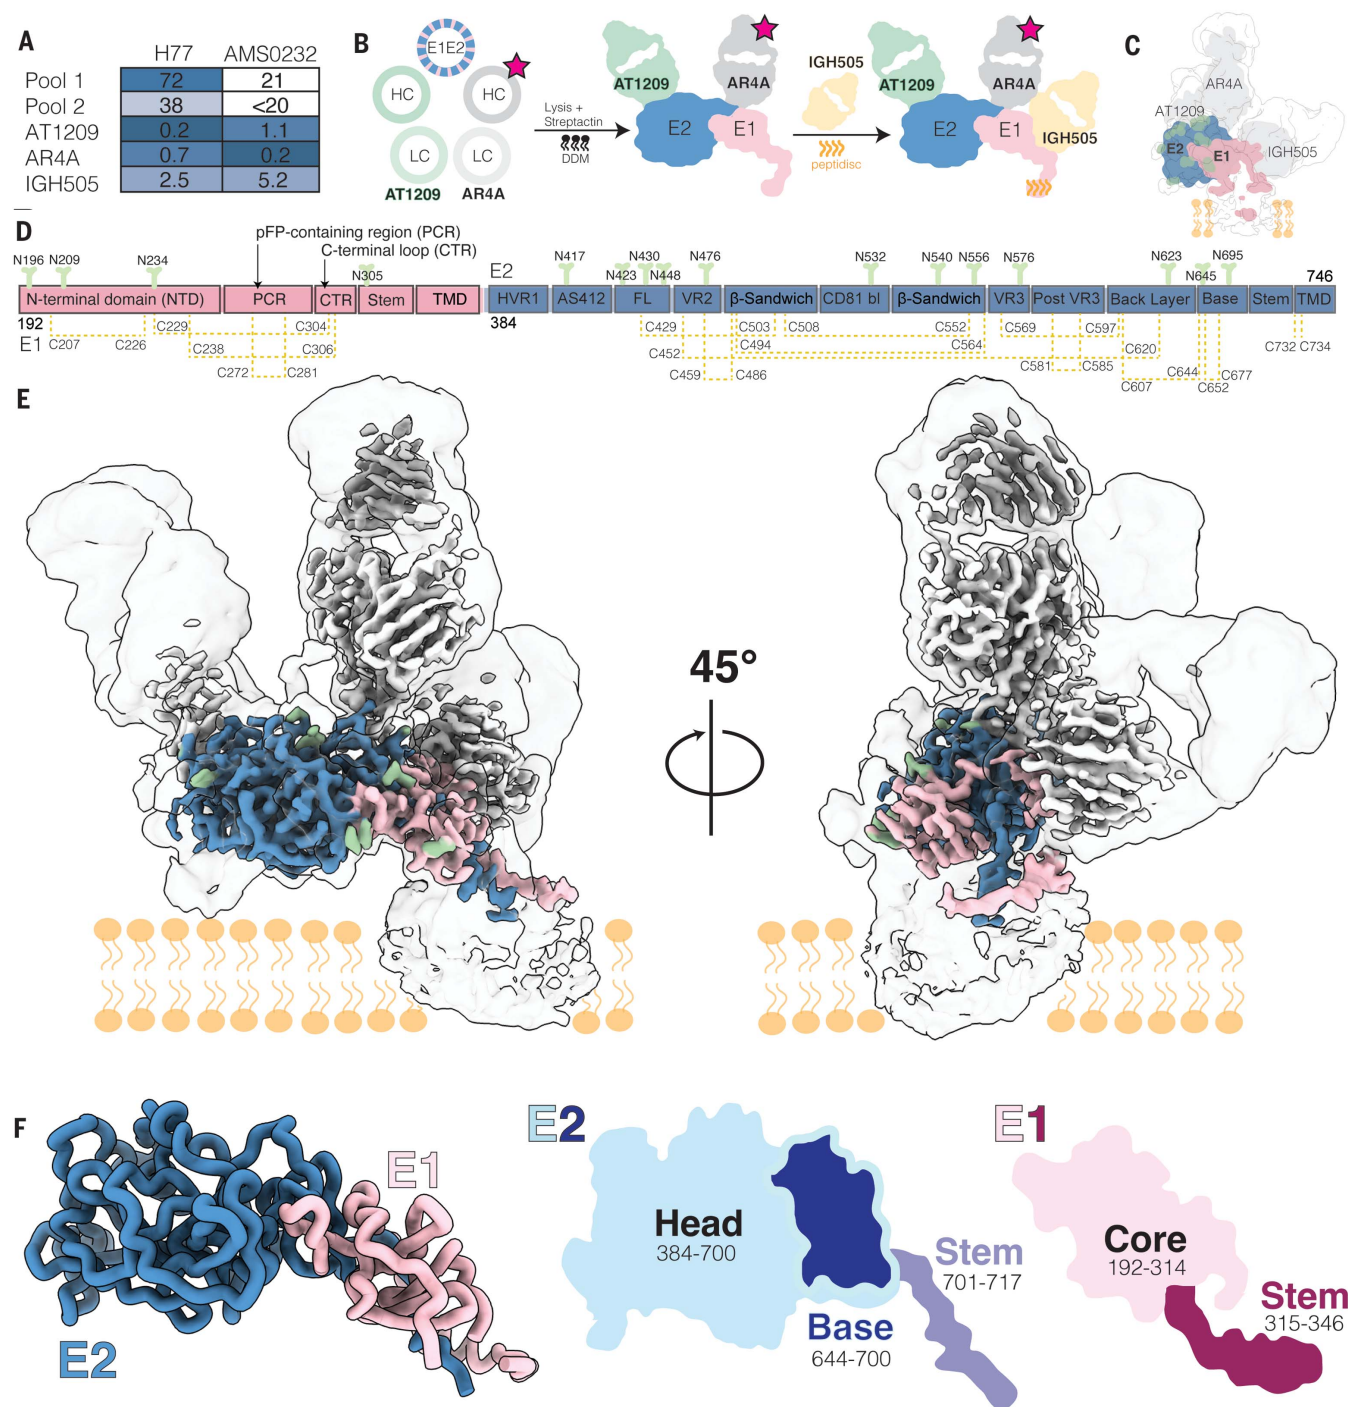 A
H77 AMS0232
Pool 1 72 21
Pool 2 38 <20
AT1209 0.2 1.1
AR4A 0.7 0.2
IGH505 2.5 5.2
B
E1E2
HC HC
LC LC
AT1209 AR4A
Lysis +
Streptactin
DDM
AT1209
AR4A
E2 E1
IGH505
peptidisc
AT1209
AR4A
E2 E1
IGH505
C
AR4A
AT1209
E2 E1 IGH505
D
pFP-containing region (PCR)
C-terminal loop (CTR)
N196 N209 N234 N305 E2 N417 N423 N430 N448 N476 N532 N540 N556 N576 N623 N645 N695 746
N-terminal domain (NTD) PCR CTR Stem TMD HVR1 AS412 FL VR2 β-Sandwich CD81 bl β-Sandwich VR3 Post VR3 Back Layer Base Stem TMD
192 384
E1 C207 C226 C229 C304 C429 C503 C508 C552 C569 C597
C238 C306 C452 C494 C564 C620 C732 C734
C272 C281 C459 C486 C581 C585 C644 C677
C607 C652
E
45°
F
E1
E2
E2
Head
384-700
Stem
701-717
Base
644-700
E1
Core
192-314
Stem
315-346